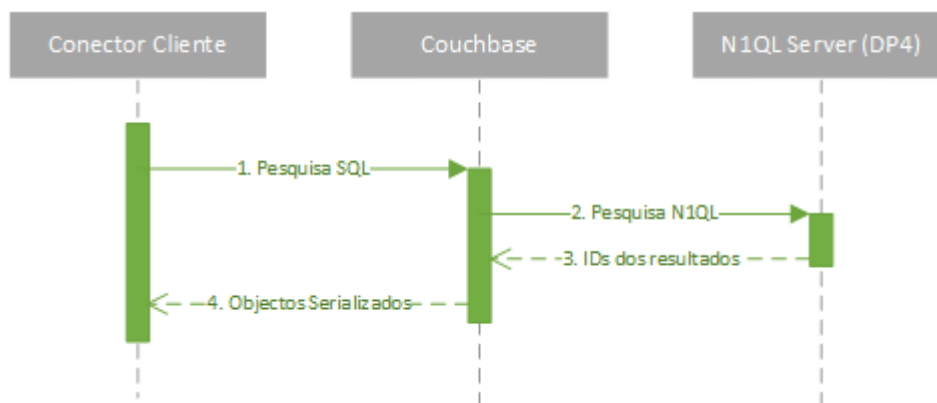 Conector Cliente
Couchbase
N1QL Server (DP4)
1. Pesquisa SQL
2. Pesquisa N1QL
3. IDs dos resultados
4. Objectos Serializados